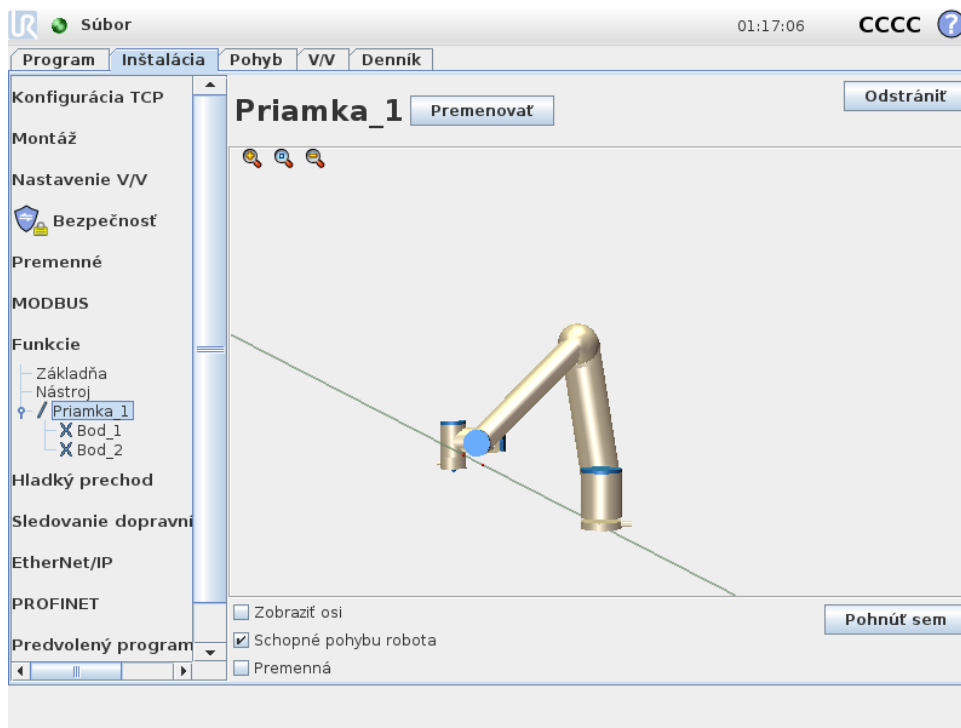 UR Súbor 01:17:06 CCCC ?
Program Inštalácia Pohyb V/V Denník
Konfigurácia TCP
Montáž
Nastavenie V/V
Bezpečnosť
Premenné
MODBUS
Funkcie
Základňa
Nástroj
Priamka_1
Bod_1
Bod_2
Hladký prechod
Sledovanie dopravní
EtherNet/IP
PROFINET
Predvolený program
Priamka_1 Premenovať Odstrániť
Zobraziť osi
Schopné pohybu robota
Premenná
Pohnúť sem